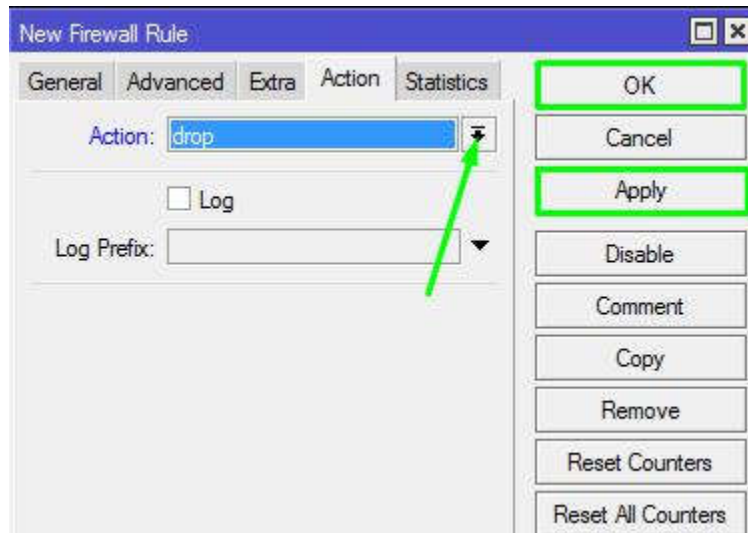 New Firewall Rule
General Advanced Extra Action Statistics
Action: drop
Log
Log Prefix:
OK
Cancel
Apply
Disable
Comment
Copy
Remove
Reset Counters
Reset All Counters